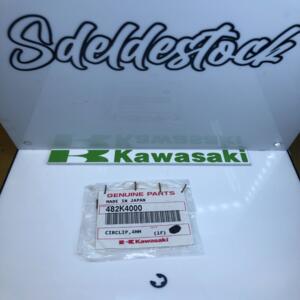 Sdeldestock
Kawasaki
GENUINE PARTS
MADE IN JAPAN
482K4000
CIRCLIP,4MM
Kawasaki